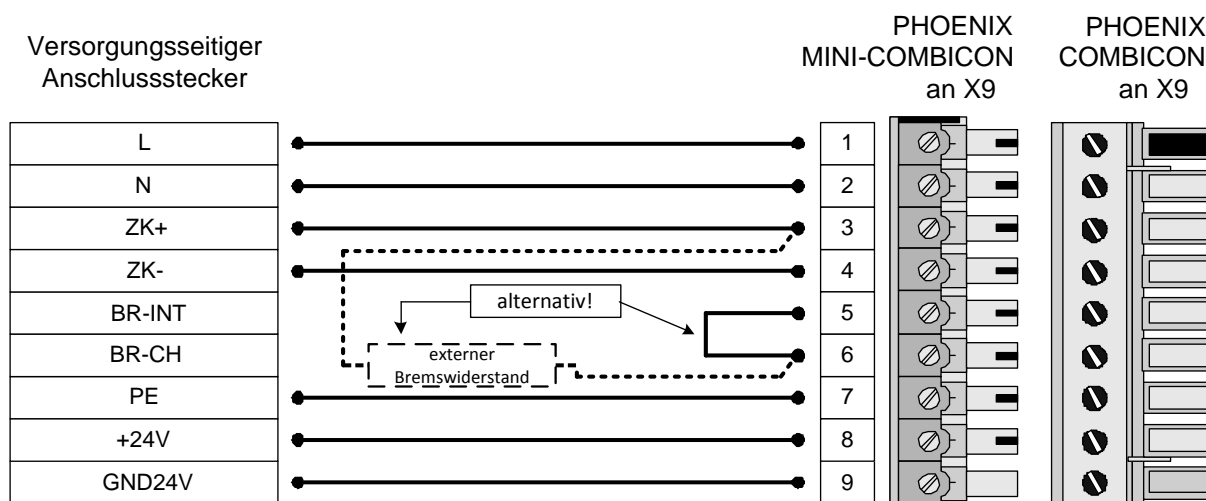 Versorgungsseitiger
Anschlussstecker
PHOENIX
MINI-COMBICON
an X9
PHOENIX
COMBICON
an X9
L
1
N
2
ZK+
3
ZK-
4
BR-INT
alternativ!
5
BR-CH
externer
Bremswiderstand
6
PE
7
+24V
8
GND24V
9